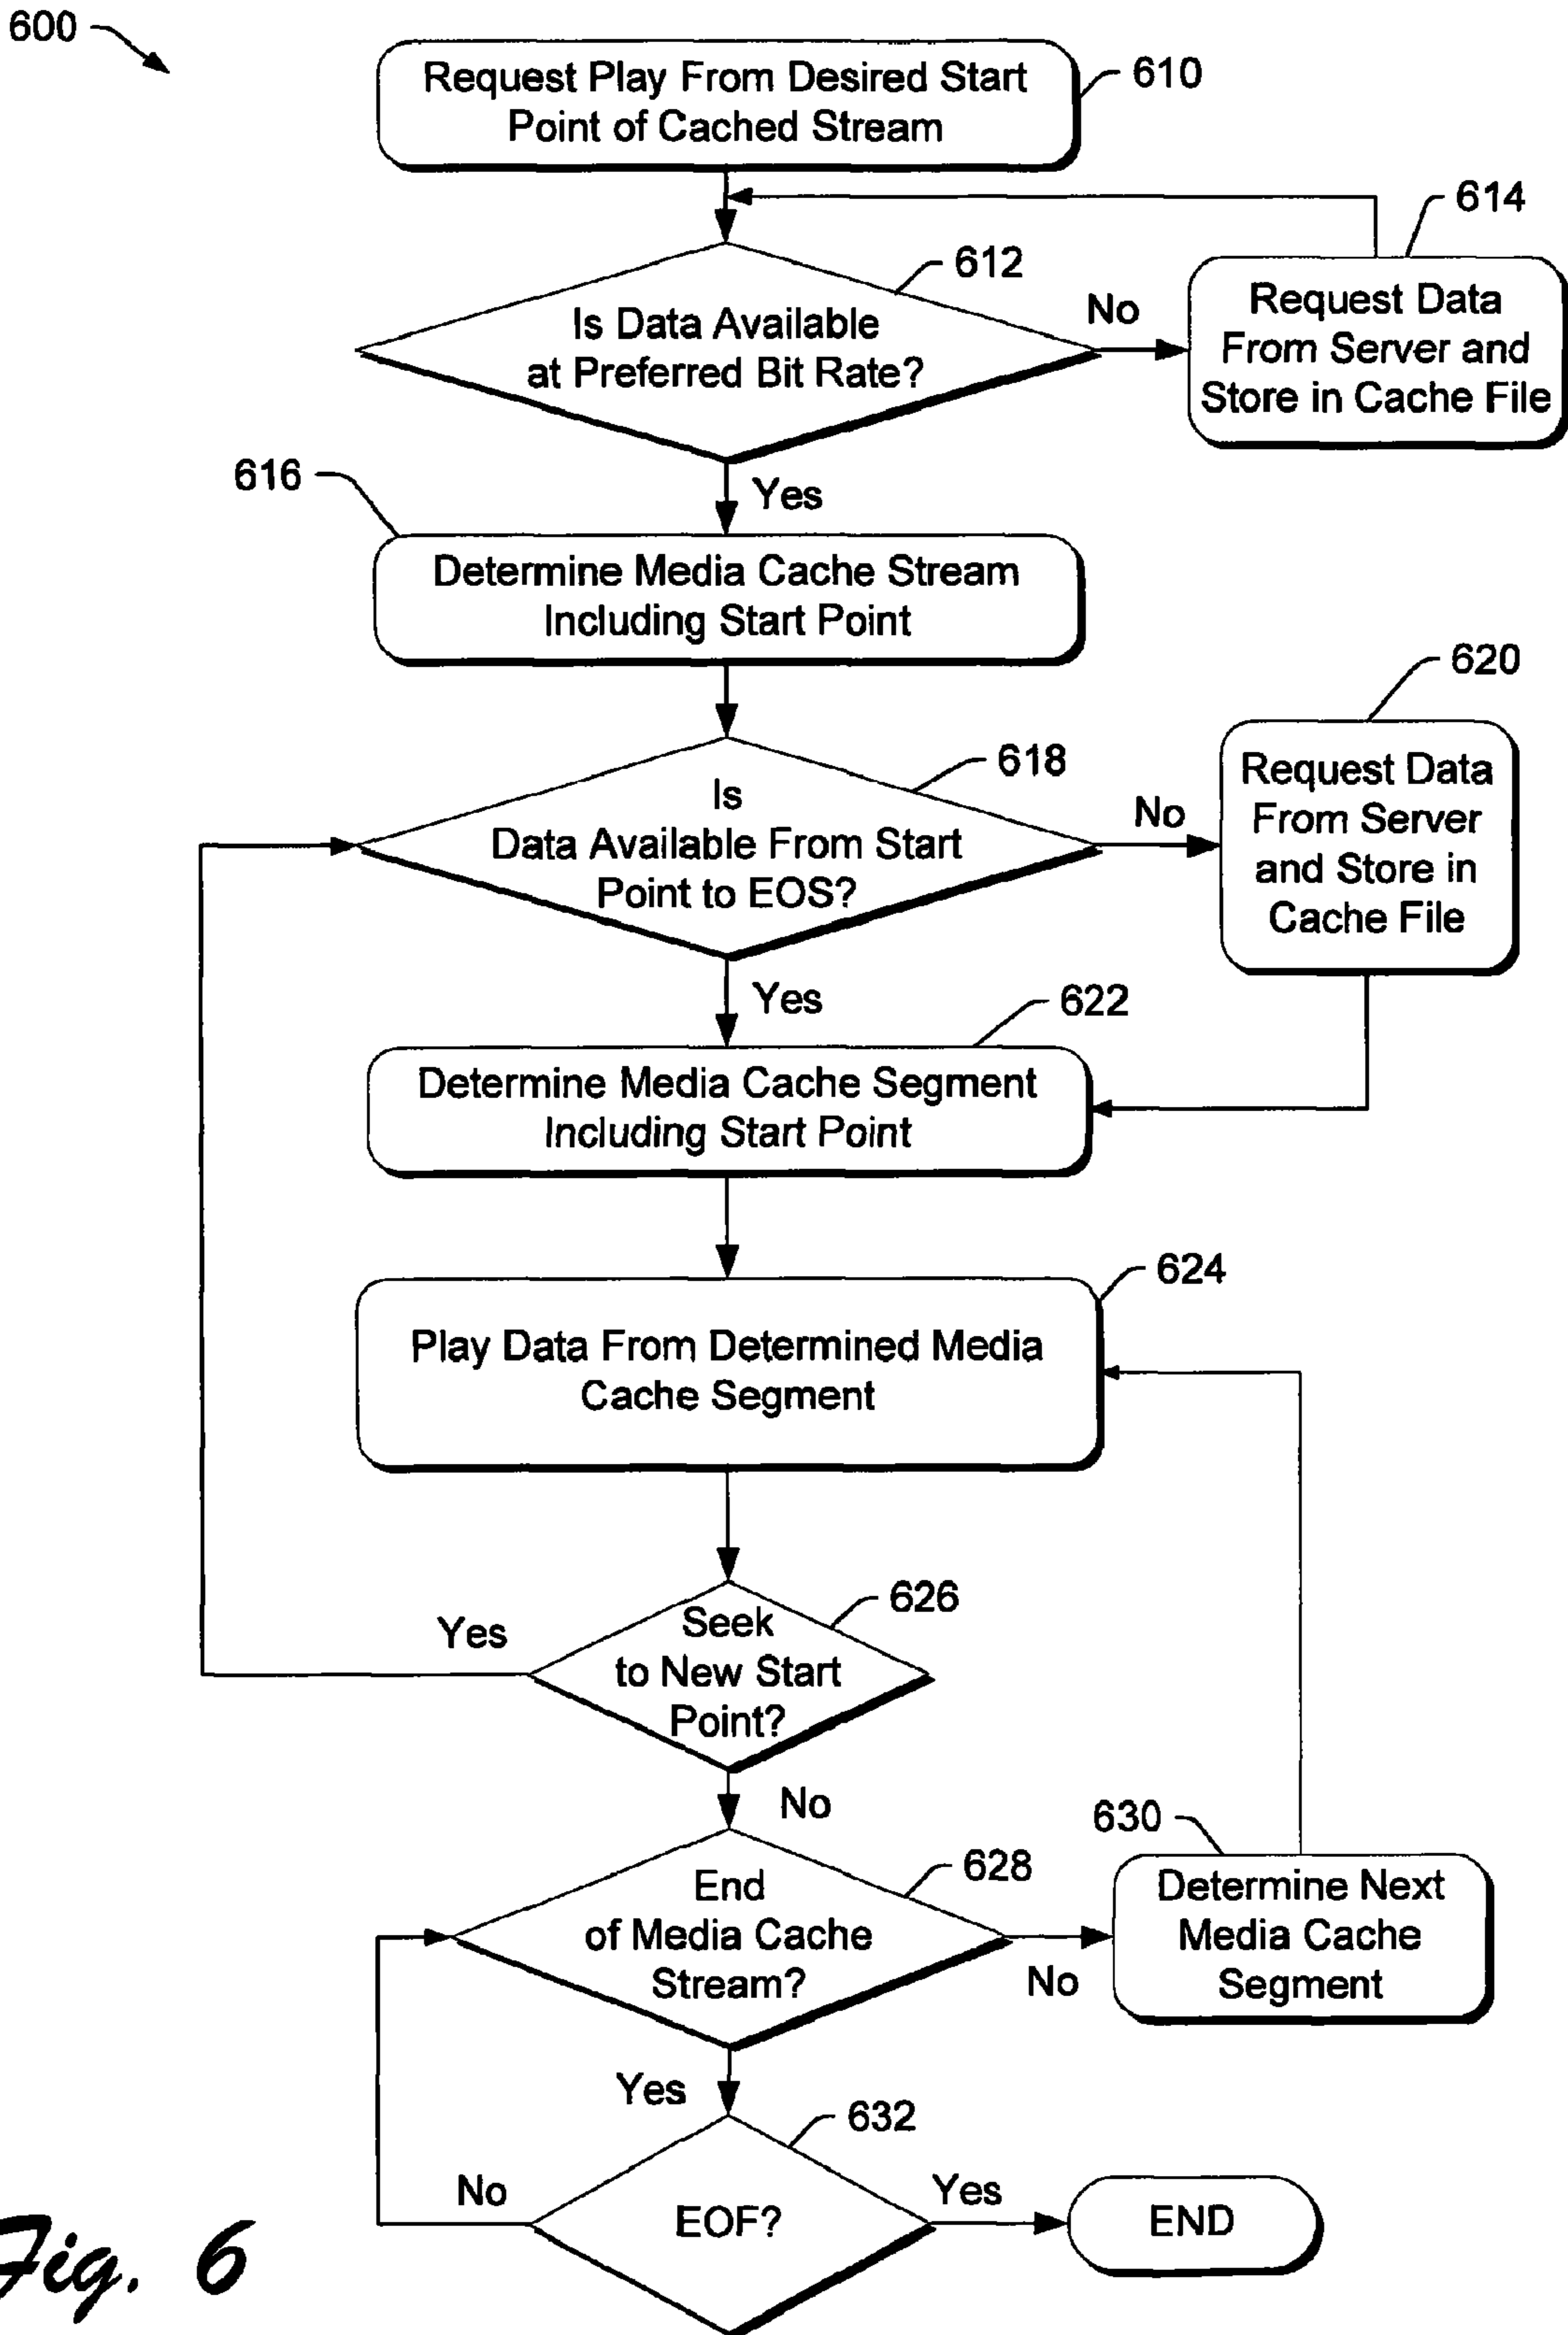 600
Request Play From Desired Start
Point of Cached Stream
610
614
612
Is Data Available
at Preferred Bit Rate?
No
Request Data
From Server and
Store in Cache File
Yes
616
Determine Media Cache Stream
Including Start Point
620
618
Is
Data Available From Start
Point to EOS?
No
Request Data
From Server
and Store in
Cache File
Yes
622
Determine Media Cache Segment
Including Start Point
624
Play Data From Determined Media
Cache Segment
626
Seek
to New Start
Point?
Yes
No
628
End
of Media Cache
Stream?
No
630
Determine Next
Media Cache
Segment
Yes
632
EOF?
No
Yes
END
Fig. 6